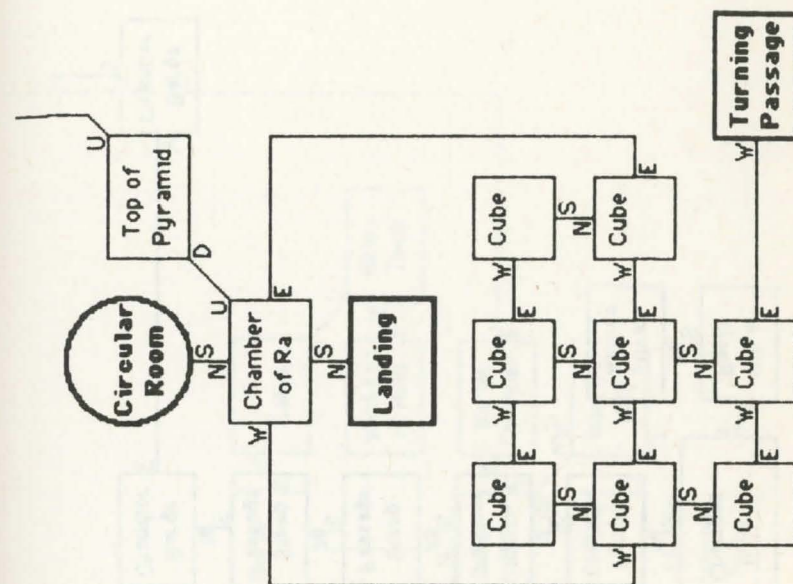 U
Top of
Pyramid
D
Circular
Room
S
N
U
Chamber
of Ra
W
E
S
N
Landing
Cube
W
E
Cube
W
E
Cube
S
N
S
N
S
N
W
Cube
E
W
Cube
E
W
Cube
E
S
N
S
N
Cube
E
W
Cube
E
W
Turning
Passage